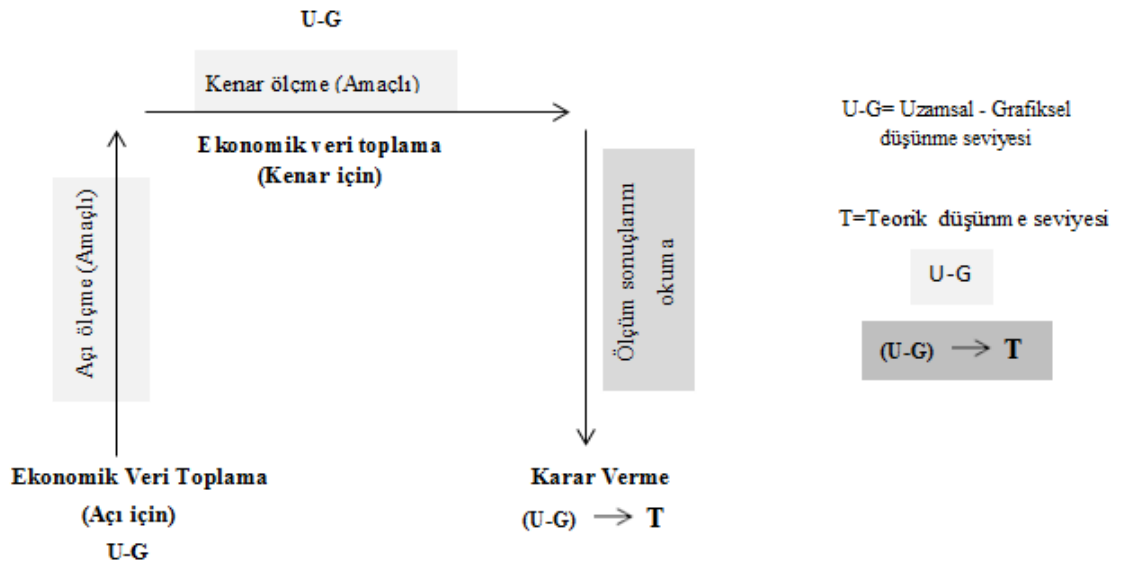 U-G
Kenar ölçme (Amaçlı)
Ekonomik veri toplama
(Kenar için)
Açı ölçme (Amaçlı)
Ekonomik Veri Toplama
(Açı için)
U-G
Ölçüm sonuçlarını
okuma
Karar Verme
(U-G) → T
U-G= Uzamsal - Grafiksel
düşünme seviyesi
T=Teorik düşünme seviyesi
U-G
(U-G) → T